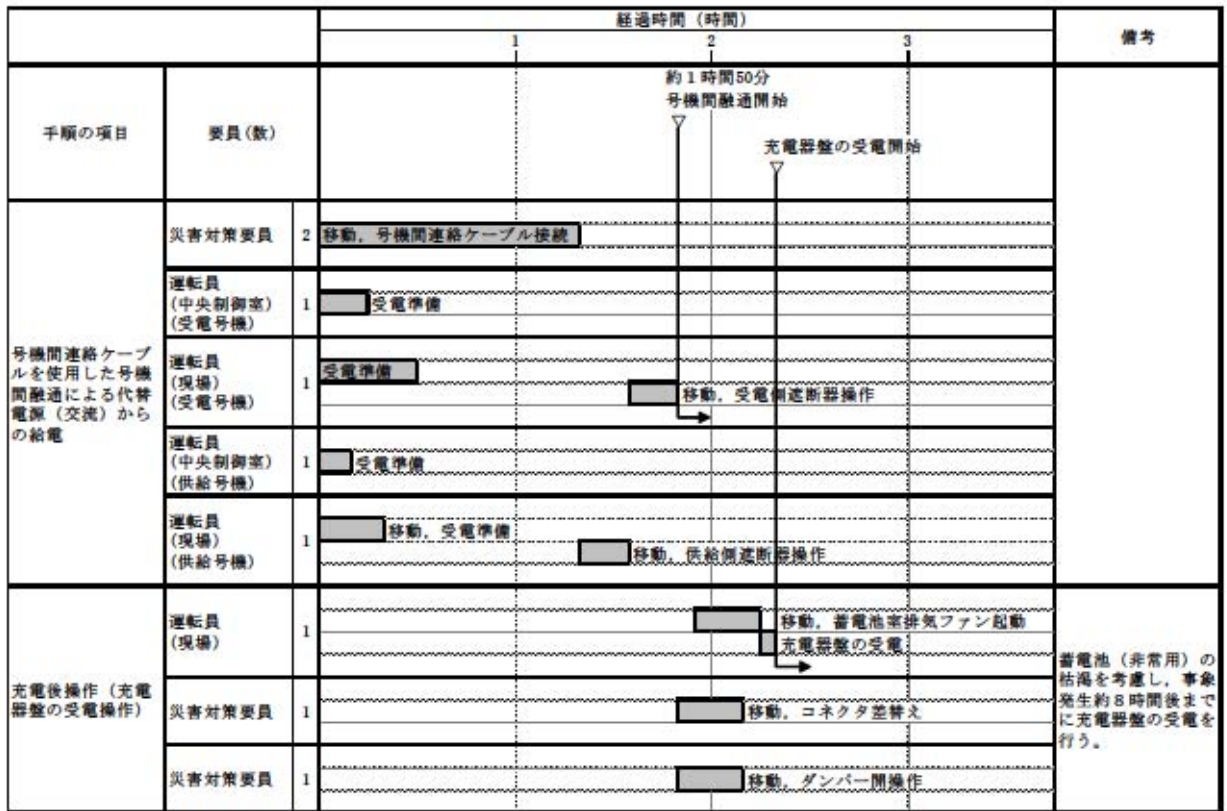 経過時間（時間）
1
2
3
備考
手順の項目
要員(数)
約１時間50分
号機間融通開始
充電器盤の受電開始
号機間連絡ケーブ
ルを使用した号機
間融通による代替
電源（交流）から
の給電
災害対策要員
2
移動，号機間連絡ケーブル接続
運転員
(中央制御室)
(受電号機)
1
受電準備
運転員
(現場)
(受電号機)
1
受電準備
移動，受電側遮断器操作
運転員
(中央制御室)
(供給号機)
1
受電準備
運転員
(現場)
(供給号機)
1
移動，受電準備
移動，供給側遮断器操作
充電後操作（充電
器盤の受電操作）
運転員
(現場)
1
移動，蓄電池室排気ファン起動
充電器盤の受電
災害対策要員
1
移動，コネクタ差替え
災害対策要員
1
移動，ダンパー開操作
蓄電池（非常用）の
枯渇を考慮し，事象
発生約８時間後まで
に充電器盤の受電を
行う。